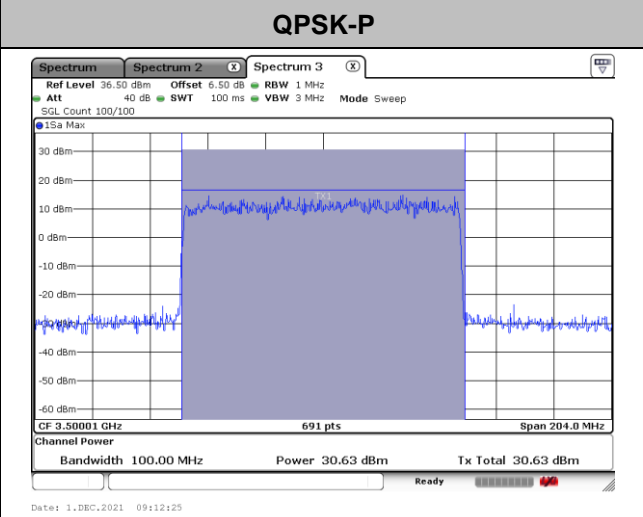 QPSK-P
Spectrum Spectrum 2 X Spectrum 3 X
Ref Level 36.50 dBm Offset 6.50 dB RBW 1 MHz
Att 40 dB SWT 100 ms VBW 3 MHz Mode Sweep
SGL Count 100/100
1Sa Max
30 dBm
20 dBm
TX1
10 dBm
0 dBm
-10 dBm
-20 dBm
-40 dBm
-50 dBm
-60 dBm
CF 3.50001 GHz 691 pts Span 204.0 MHz
Channel Power
Bandwidth 100.00 MHz Power 30.63 dBm Tx Total 30.63 dBm
Ready
Date: 1.DEC.2021 09:12:25